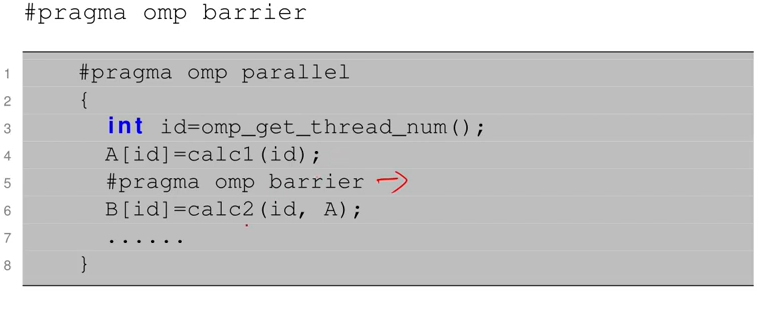 #pragma omp barrier
1 #pragma omp parallel
2 {
3 int id=omp_get_thread_num();
4 A[id]=calc1(id);
5 #pragma omp barrier
6 B[id]=calc2(id, A);
7 ......
8 }